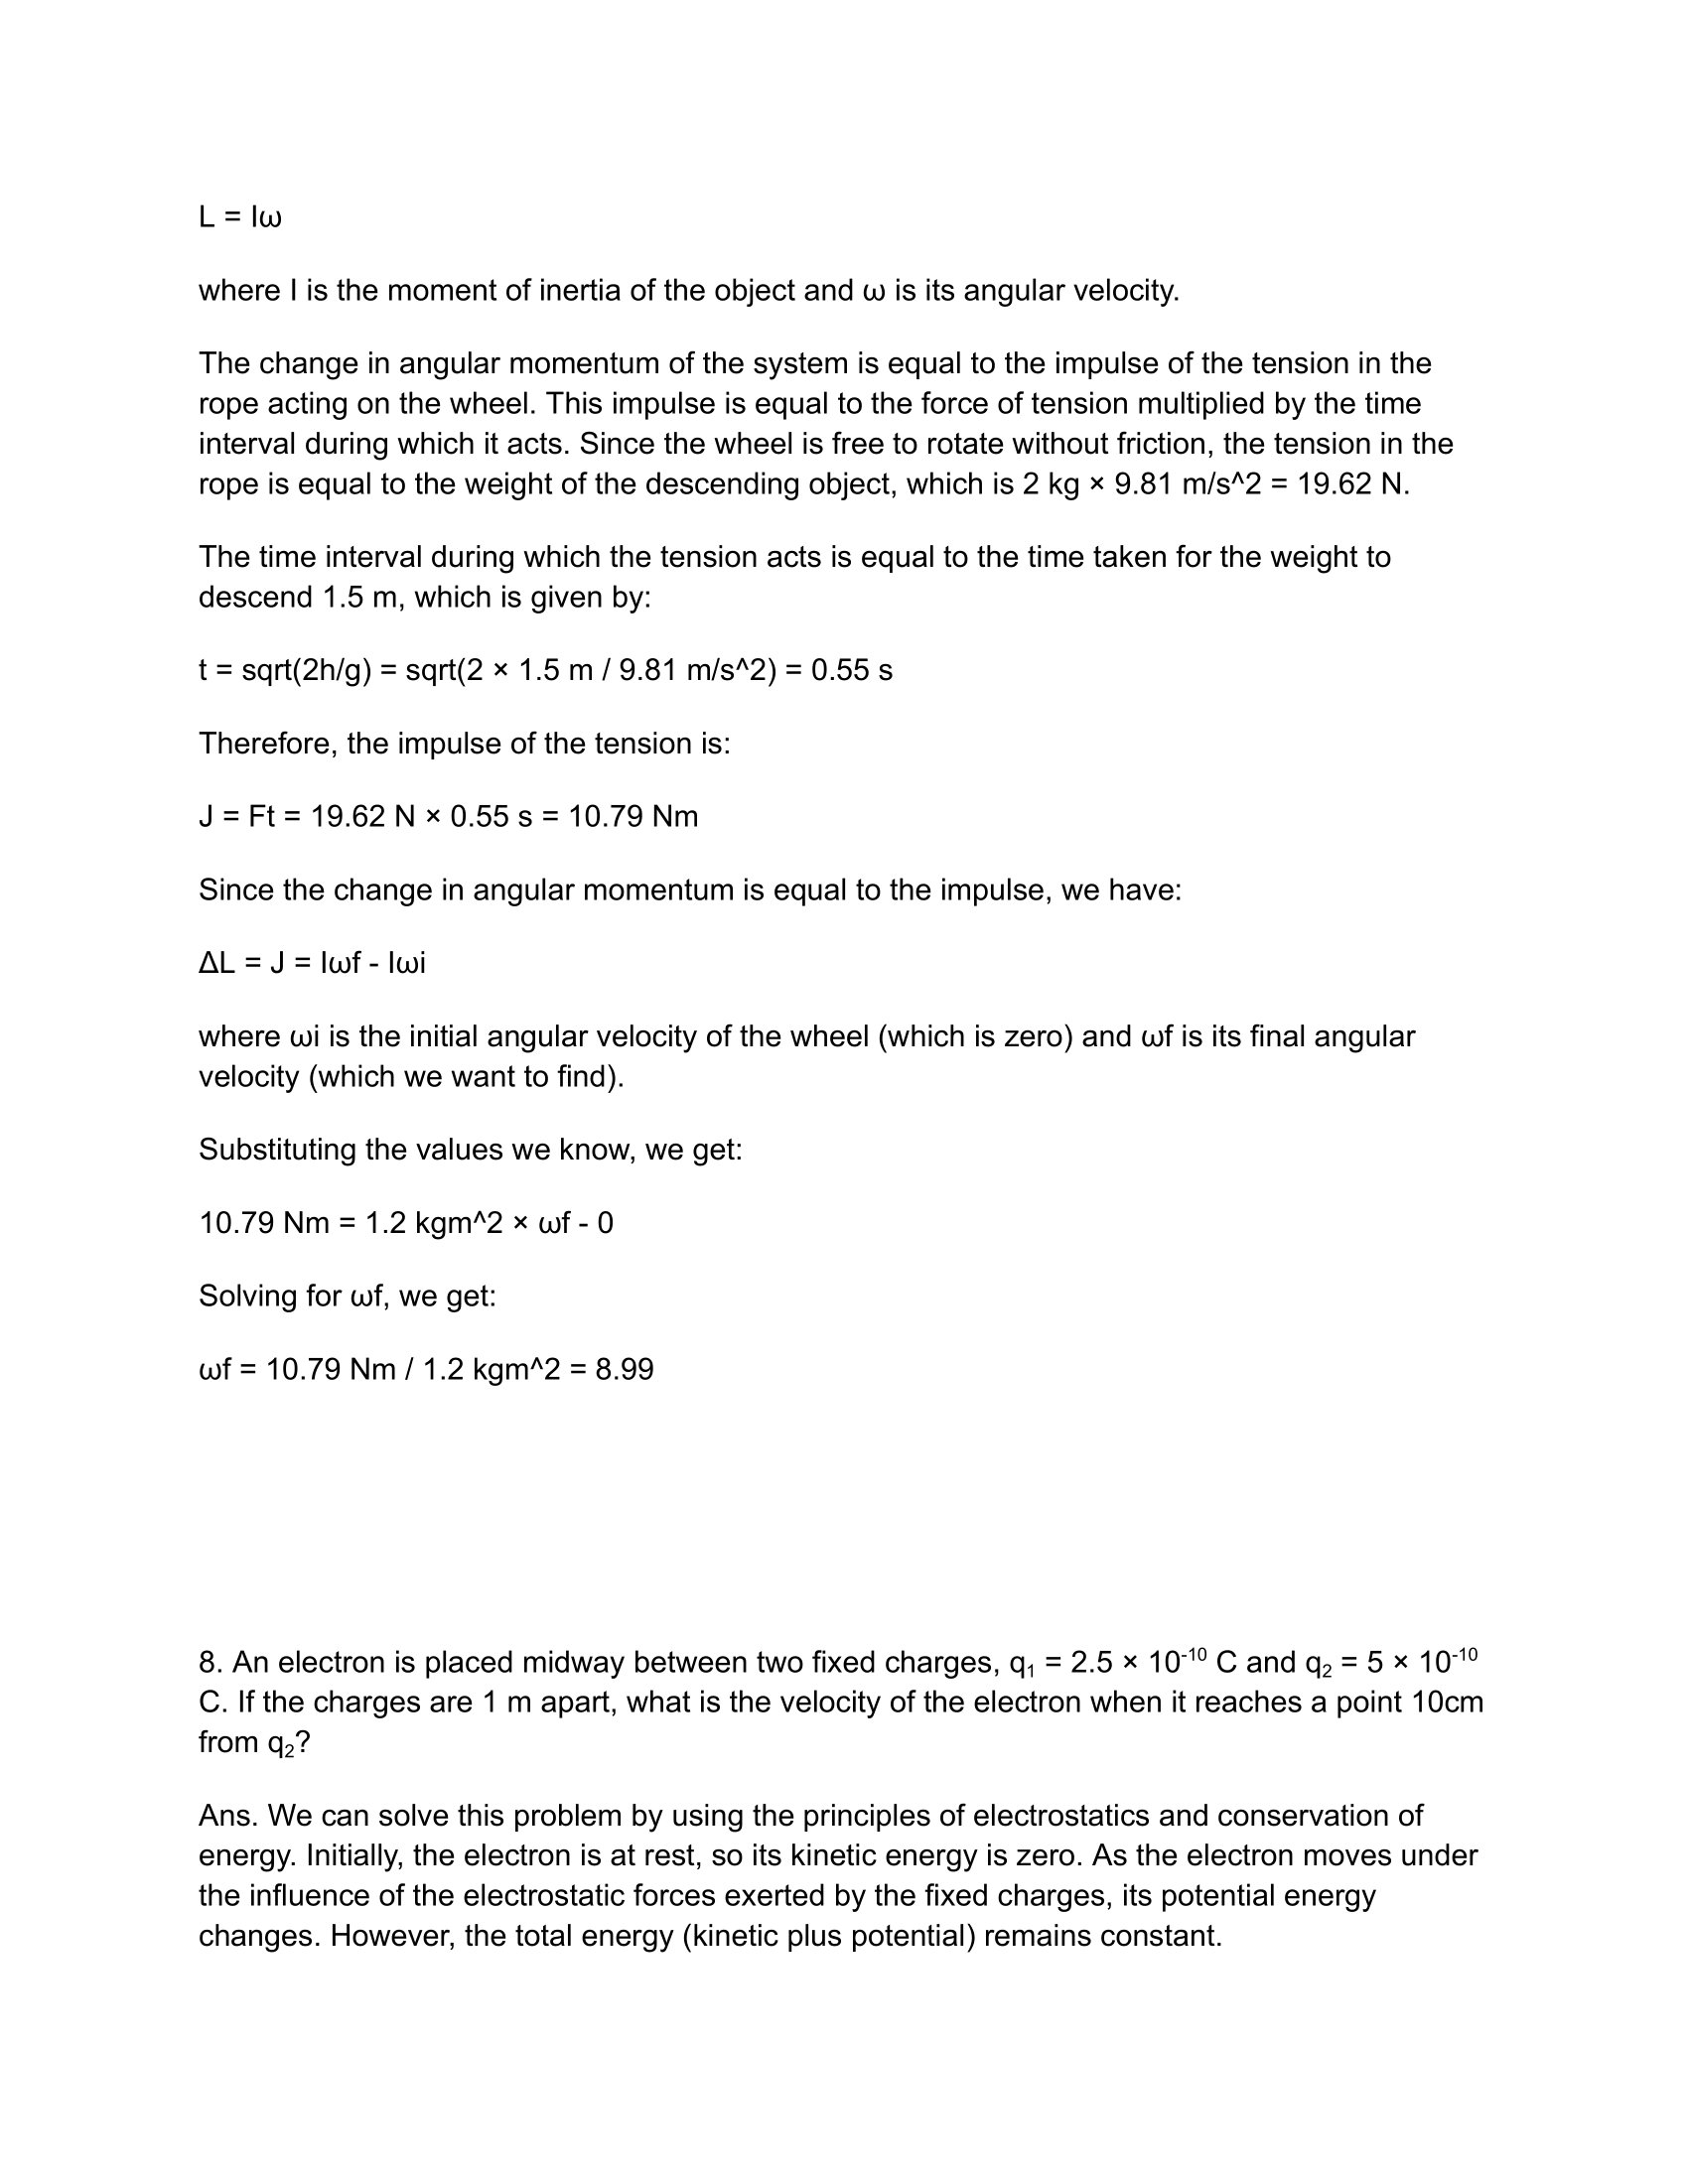 L = Iω
where I is the moment of inertia of the object and ω is its angular velocity.
The change in angular momentum of the system is equal to the impulse of the tension in the
rope acting on the wheel. This impulse is equal to the force of tension multiplied by the time
interval during which it acts. Since the wheel is free to rotate without friction, the tension in the
rope is equal to the weight of the descending object, which is 2 kg × 9.81 m/s^2 = 19.62 N.
The time interval during which the tension acts is equal to the time taken for the weight to
descend 1.5 m, which is given by:
t = sqrt(2h/g) = sqrt(2 × 1.5 m / 9.81 m/s^2) = 0.55 s
Therefore, the impulse of the tension is:
J = Ft = 19.62 N × 0.55 s = 10.79 Nm
Since the change in angular momentum is equal to the impulse, we have:
ΔL = J = Iωf - Iωi
where ωi is the initial angular velocity of the wheel (which is zero) and ωf is its final angular
velocity (which we want to find).
Substituting the values we know, we get:
10.79 Nm = 1.2 kgm^2 × ωf - 0
Solving for ωf, we get:
ωf = 10.79 Nm / 1.2 kgm^2 = 8.99
8. An electron is placed midway between two fixed charges, q₁ = 2.5 × 10⁻¹⁰ C and q₂ = 5 × 10⁻¹⁰
C. If the charges are 1 m apart, what is the velocity of the electron when it reaches a point 10cm
from q₂?
Ans. We can solve this problem by using the principles of electrostatics and conservation of
energy. Initially, the electron is at rest, so its kinetic energy is zero. As the electron moves under
the influence of the electrostatic forces exerted by the fixed charges, its potential energy
changes. However, the total energy (kinetic plus potential) remains constant.